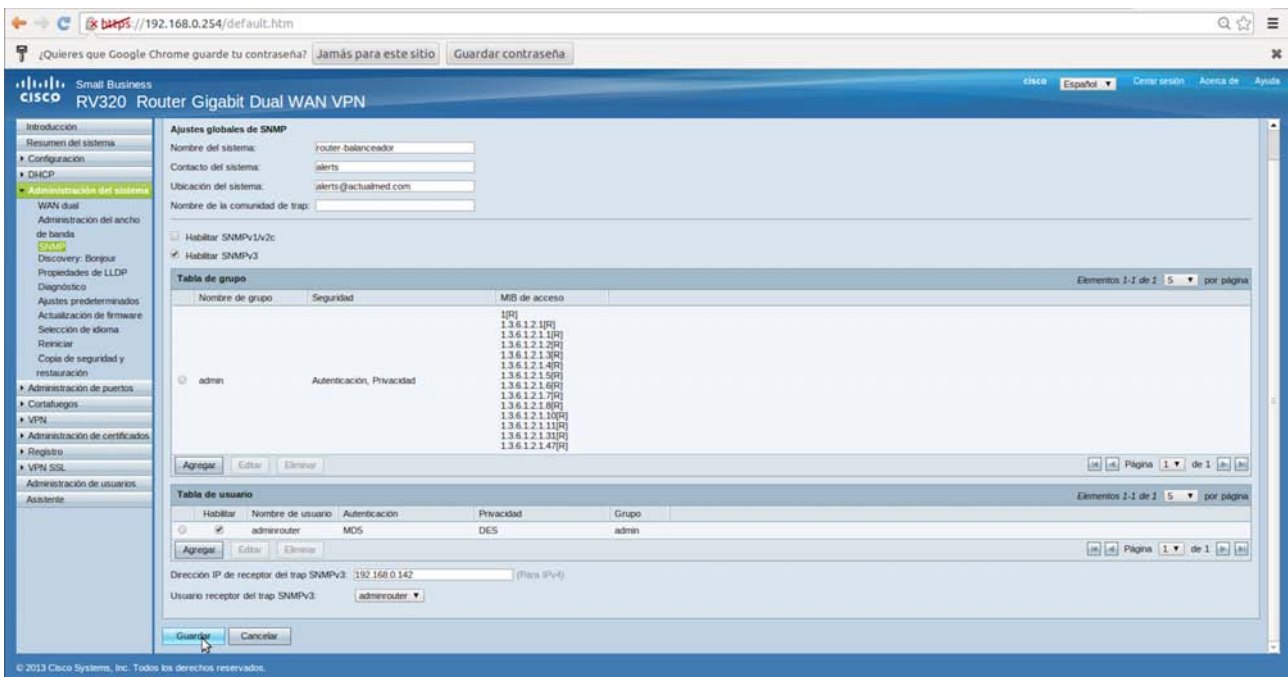 https://192.168.0.254/default.htm
¿Quieres que Google Chrome guarde tu contraseña? Jamás para este sitio Guardar contraseña
Small Business
cisco Español Cerrar sesión Acerca de Ayuda
CISCO RV320 Router Gigabit Dual WAN VPN
Introducción
Resumen del sistema
Configuración
DHCP
Administración del sistema
WAN dual
Administración del ancho
de banda
SNMP
Discovery: Bonjour
Propiedades de LLDP
Diagnóstico
Ajustes predeterminados
Actualización de firmware
Selección de idioma
Reiniciar
Copia de seguridad y
restauración
Administración de puertos
Cortafuegos
VPN
Administración de certificados
Registro
VPN SSL
Administración de usuarios
Asistente
Ajustes globales de SNMP
Nombre del sistema: router-balanceador
Contacto del sistema: alerts
Ubicación del sistema: alerts@actualmed.com
Nombre de la comunidad de trap:
Habilitar SNMPv1/v2c
Habilitar SNMPv3
Tabla de grupo Elementos 1-1 de 1 5 por página
Nombre de grupo Seguridad MIB de acceso
admin Autenticación, Privacidad
1[R]
1.3.6.1.2.1[R]
1.3.6.1.2.1.1[R]
1.3.6.1.2.1.2[R]
1.3.6.1.2.1.3[R]
1.3.6.1.2.1.4[R]
1.3.6.1.2.1.5[R]
1.3.6.1.2.1.6[R]
1.3.6.1.2.1.7[R]
1.3.6.1.2.1.8[R]
1.3.6.1.2.1.10[R]
1.3.6.1.2.1.11[R]
1.3.6.1.2.1.31[R]
1.3.6.1.2.1.47[R]
Agregar Editar Eliminar Página 1 de 1
Tabla de usuario Elementos 1-1 de 1 5 por página
Habilitar Nombre de usuario Autenticación Privacidad Grupo
adminrouter MD5 DES admin
Agregar Editar Eliminar Página 1 de 1
Dirección IP de receptor del trap SNMPv3: 192.168.0.142 (Para IPv4)
Usuario receptor del trap SNMPv3: adminrouter
Guardar Cancelar
© 2013 Cisco Systems, Inc. Todos los derechos reservados.